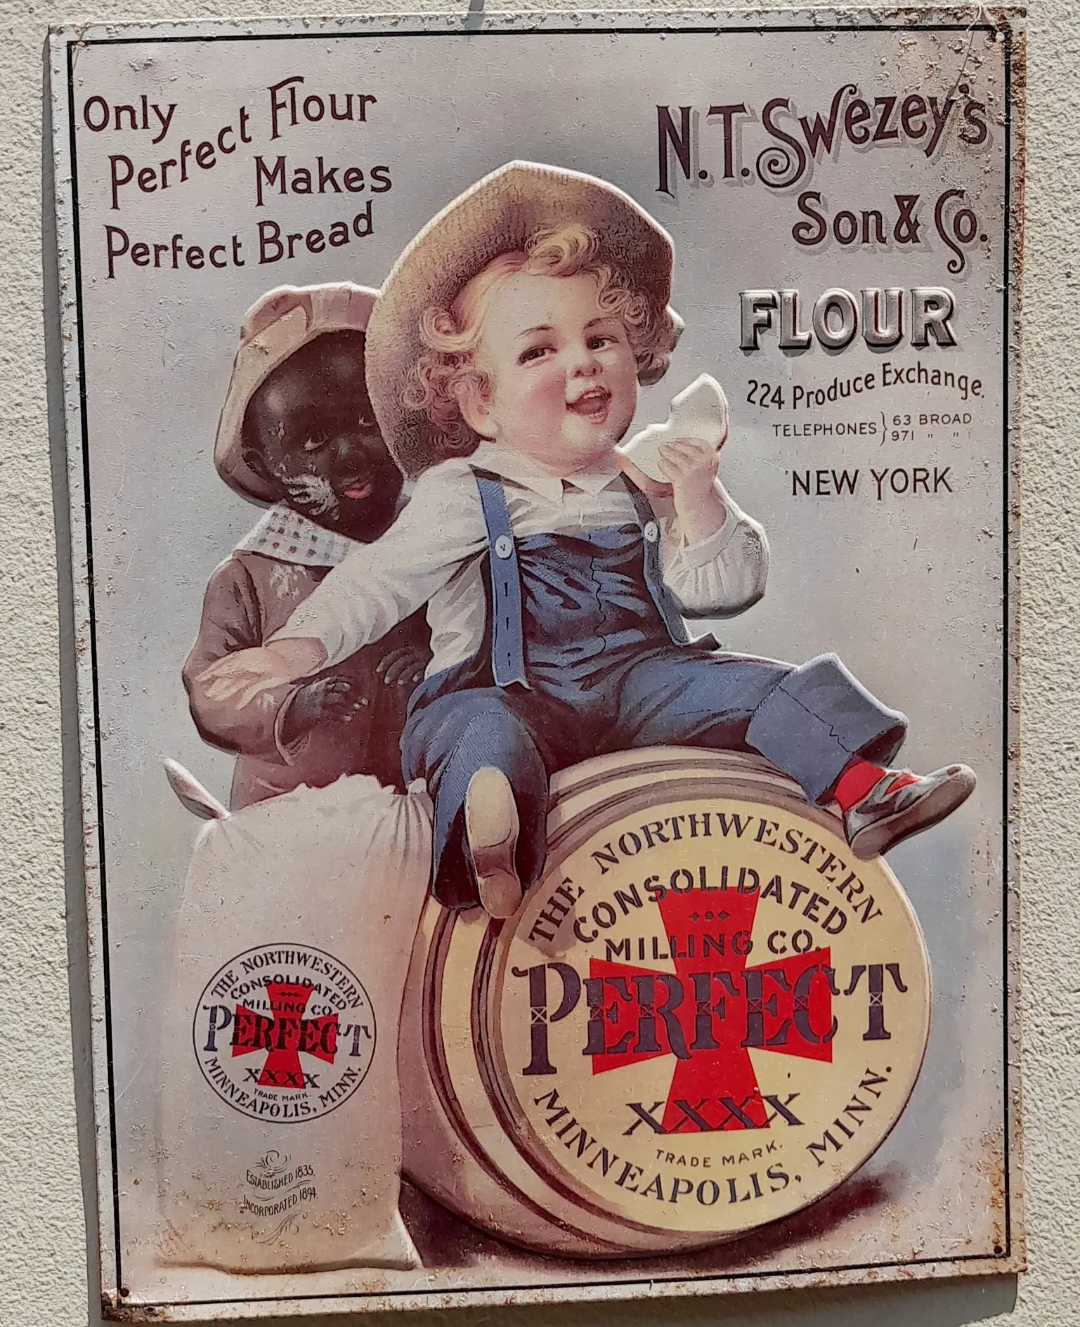 Only
Perfect Flour
Makes
Perfect Bread
N.T. Swezey's
Son & Co.
FLOUR
224 Produce Exchange,
TELEPHONES } 63 BROAD
971 " "
NEW YORK
THE NORTHWESTERN
CONSOLIDATED
MILLING CO.
PERFECT
XXXX
TRADE MARK.
MINNEAPOLIS, MINN.
THE NORTHWESTERN
CONSOLIDATED
MILLING CO.
PERFECT
XXXX
TRADE MARK.
MINNEAPOLIS, MINN.
ESTABLISHED 1835,
INCORPORATED 1894